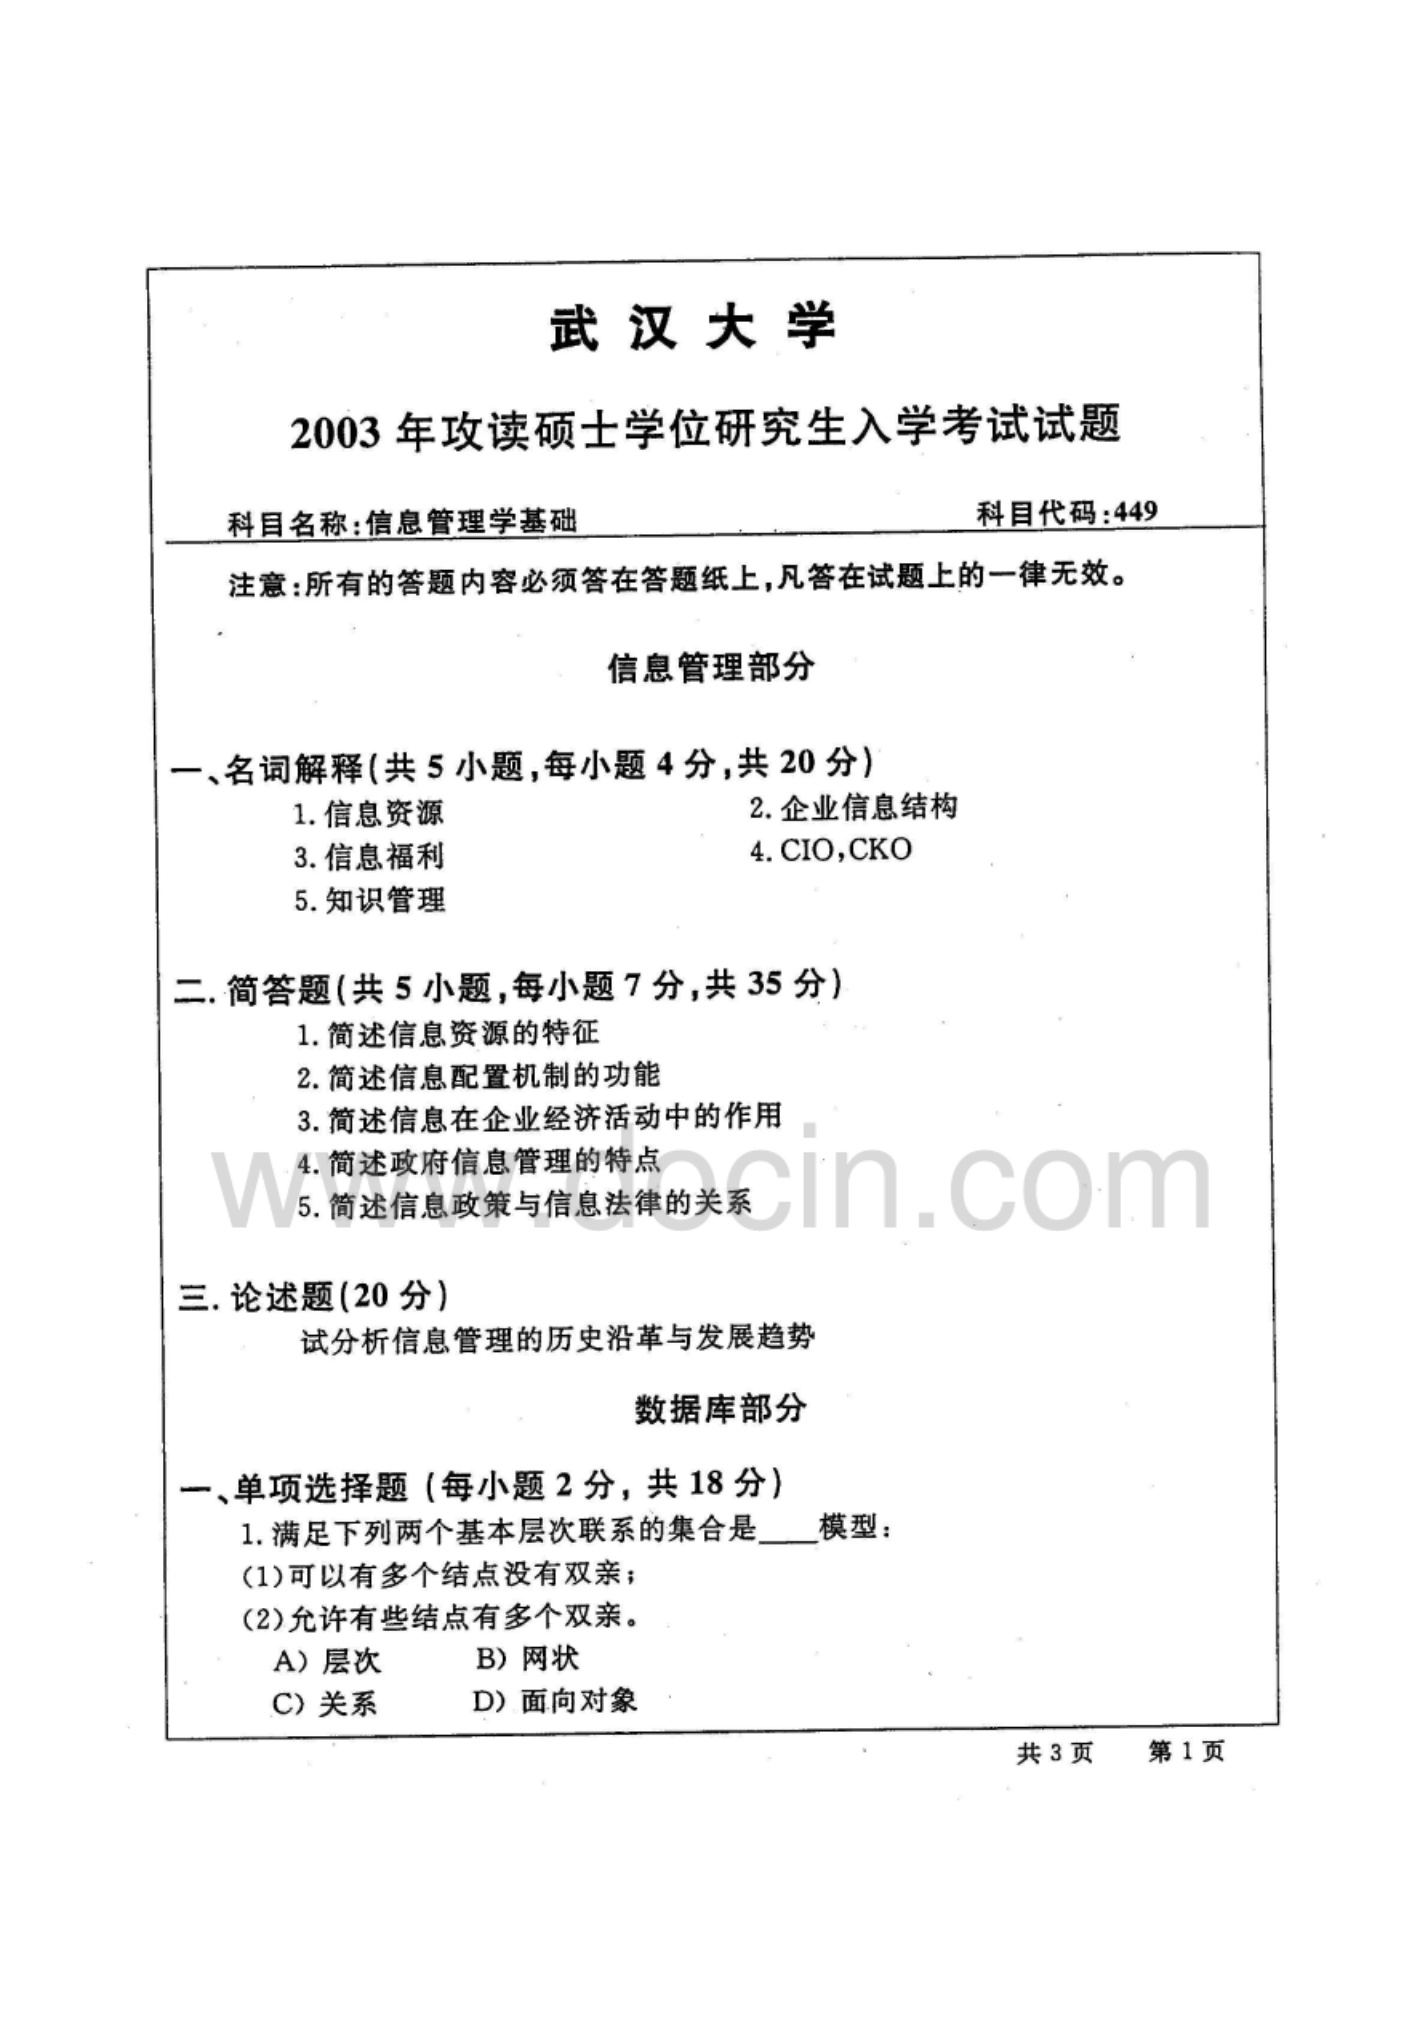 武汉大学
2003 年攻读硕士学位研究生入学考试试题
科目名称:信息管理学基础 科目代码:449
注意:所有的答题内容必须答在答题纸上,凡答在试题上的一律无效。
信息管理部分
一、名词解释(共 5 小题,每小题 4 分,共 20 分)
1. 信息资源 2. 企业信息结构
3. 信息福利 4. CIO,CKO
5. 知识管理
二. 简答题(共 5 小题,每小题 7 分,共 35 分)
1. 简述信息资源的特征
2. 简述信息配置机制的功能
3. 简述信息在企业经济活动中的作用
4. 简述政府信息管理的特点
5. 简述信息政策与信息法律的关系
www.docin.com
三. 论述题(20 分)
试分析信息管理的历史沿革与发展趋势
数据库部分
一、单项选择题 (每小题 2 分, 共 18 分)
1. 满足下列两个基本层次联系的集合是____模型:
(1)可以有多个结点没有双亲;
(2)允许有些结点有多个双亲。
A) 层次 B) 网状
C) 关系 D) 面向对象
共 3 页 第 1 页